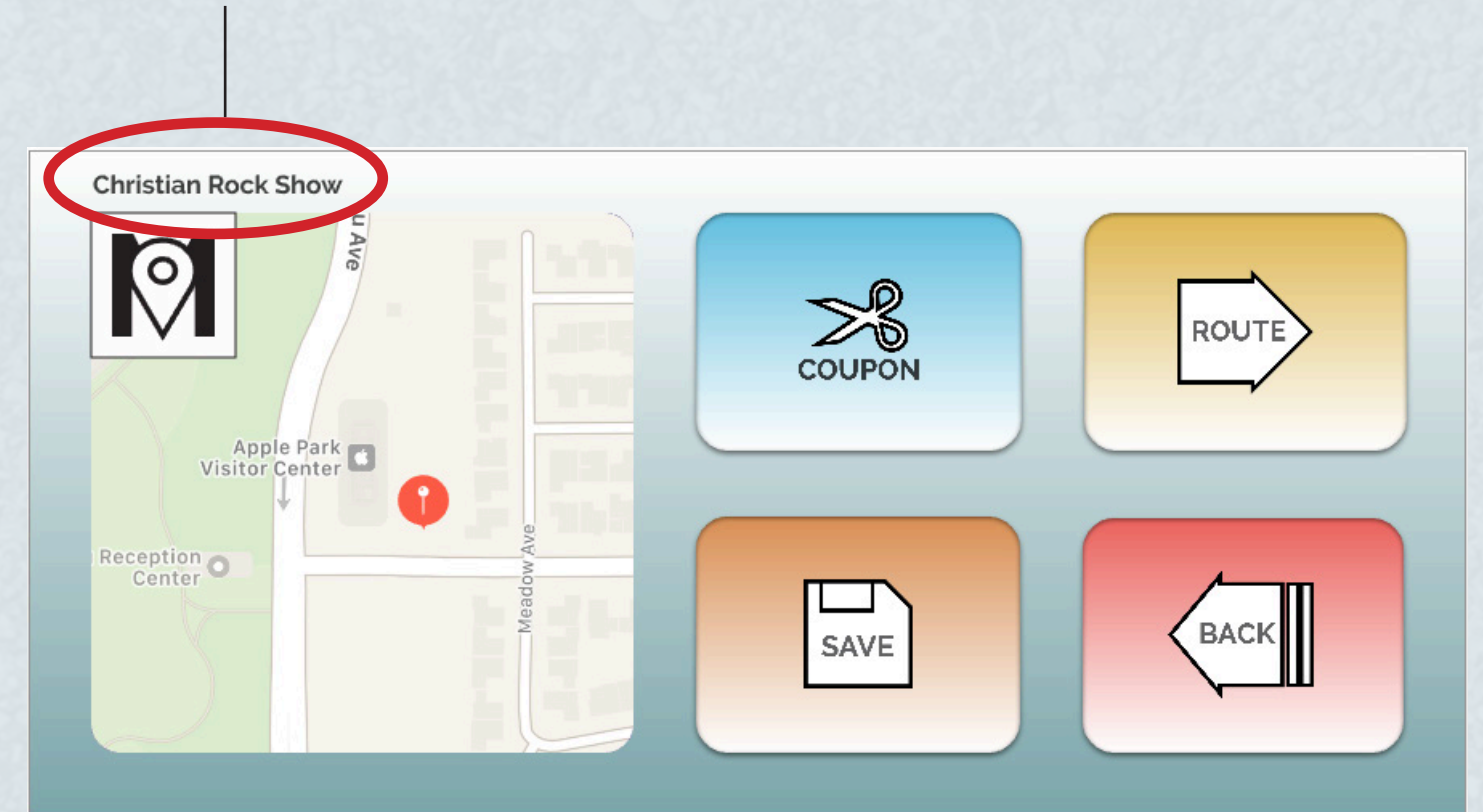 Christian Rock Show
u Ave
Apple Park
Visitor Center
Reception
Center
Meadow Ave
COUPON
ROUTE
SAVE
BACK